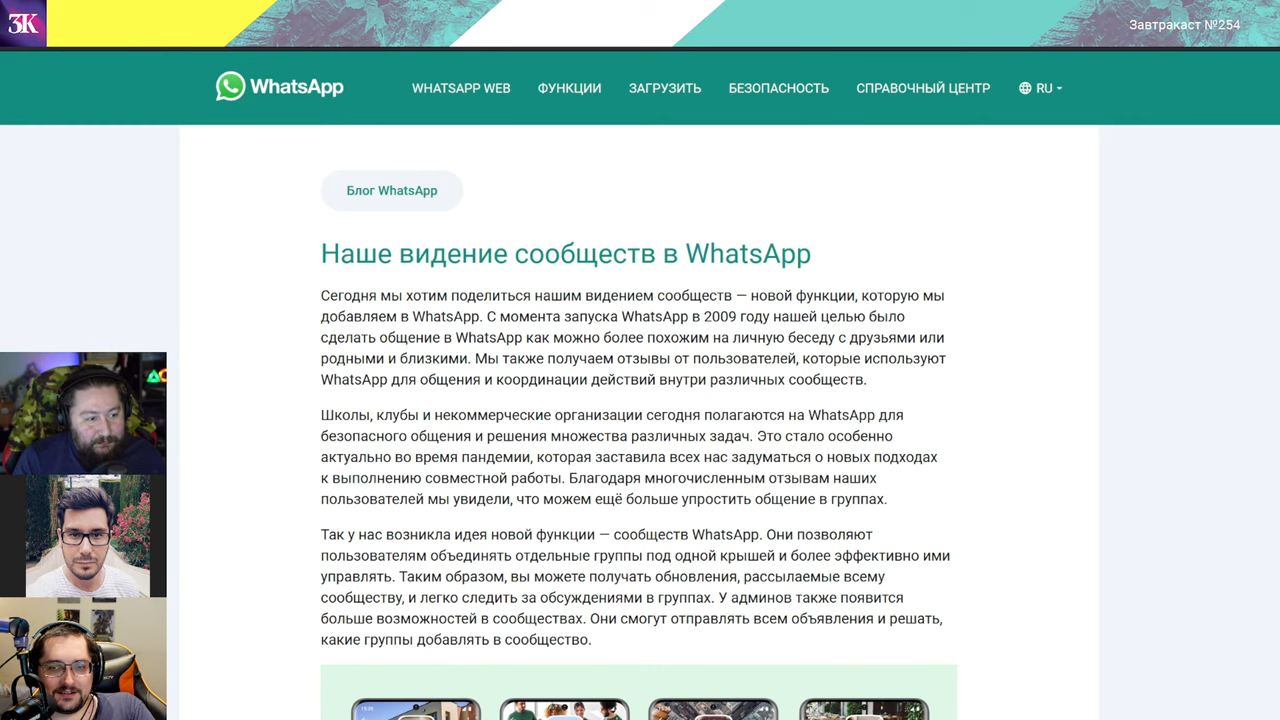 ЗК
Завтракаст №254
WhatsApp
WHATSAPP WEB
ФУНКЦИИ
ЗАГРУЗИТЬ
БЕЗОПАСНОСТЬ
СПРАВОЧНЫЙ ЦЕНТР
RU
Блог WhatsApp
Наше видение сообществ в WhatsApp
Сегодня мы хотим поделиться нашим видением сообществ — новой функции, которую мы
добавляем в WhatsApp. С момента запуска WhatsApp в 2009 году нашей целью было
сделать общение в WhatsApp как можно более похожим на личную беседу с друзьями или
родными и близкими. Мы также получаем отзывы от пользователей, которые используют
WhatsApp для общения и координации действий внутри различных сообществ.
Школы, клубы и некоммерческие организации сегодня полагаются на WhatsApp для
безопасного общения и решения множества различных задач. Это стало особенно
актуально во время пандемии, которая заставила всех нас задуматься о новых подходах
к выполнению совместной работы. Благодаря многочисленным отзывам наших
пользователей мы увидели, что можем ещё больше упростить общение в группах.
Так у нас возникла идея новой функции — сообществ WhatsApp. Они позволяют
пользователям объединять отдельные группы под одной крышей и более эффективно ими
управлять. Таким образом, вы можете получать обновления, рассылаемые всему
сообществу, и легко следить за обсуждениями в группах. У админов также появится
больше возможностей в сообществах. Они смогут отправлять всем объявления и решать,
какие группы добавлять в сообщество.